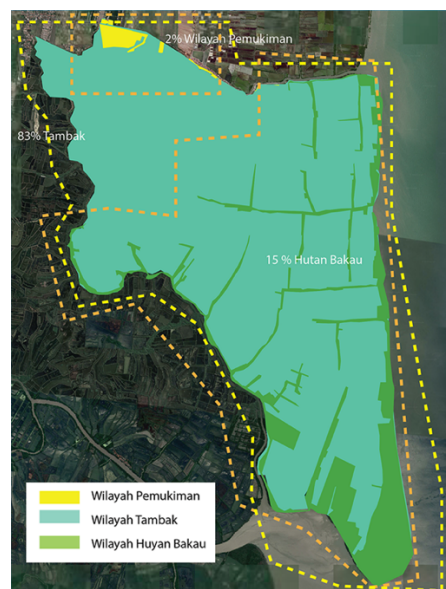 2% Wilayah Pemukiman
83% Tambak
15 % Hutan Bakau
Wilayah Pemukiman
Wilayah Tambak
Wilayah Huyan Bakau